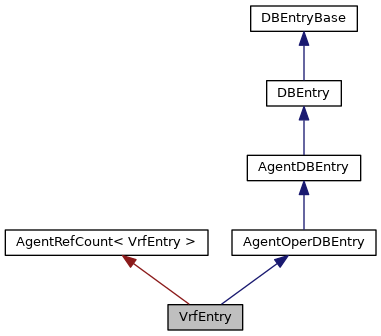 DBEntryBase
DBEntry
AgentDBEntry
AgentRefCount< VrfEntry >
AgentOperDBEntry
VrfEntry